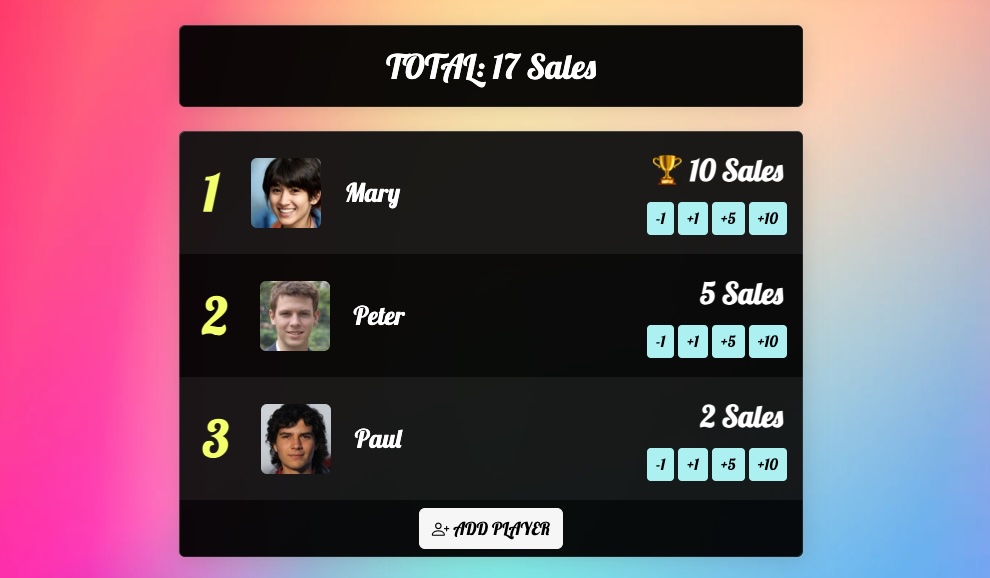 TOTAL: 17 Sales
1 Mary 🏆 10 Sales
-1 +1 +5 +10
2 Peter 5 Sales
-1 +1 +5 +10
3 Paul 2 Sales
-1 +1 +5 +10
ADD PLAYER